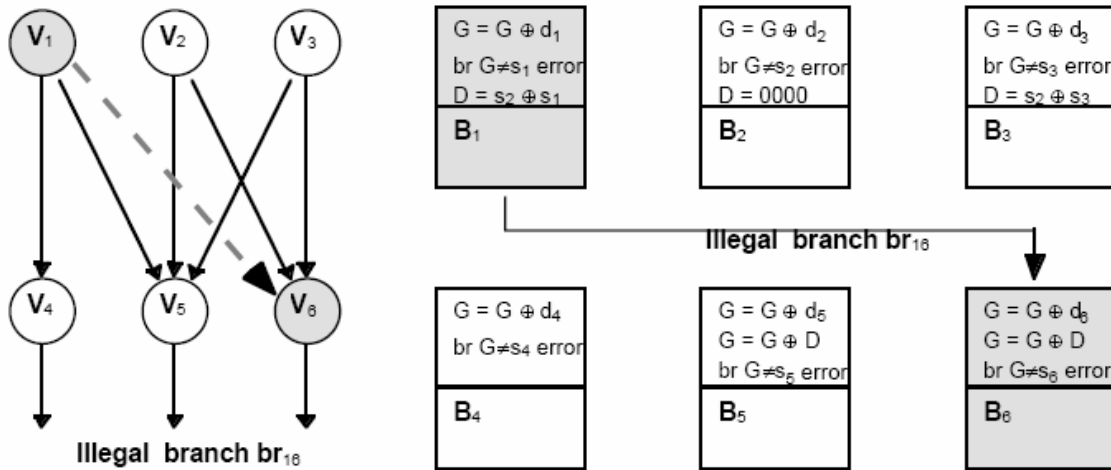 V₁
V₂
V₃
V₄
V₅
V₆
Illegal branch br₁₆
G = G ⊕ d₁
br G≠s₁ error
D = s₂ ⊕ s₁
B₁
G = G ⊕ d₂
br G≠s₂ error
D = 0000
B₂
G = G ⊕ d₃
br G≠s₃ error
D = s₂ ⊕ s₃
B₃
Illegal branch br₁₆
G = G ⊕ d₄
br G≠s₄ error
B₄
G = G ⊕ d₅
G = G ⊕ D
br G≠s₅ error
B₅
G = G ⊕ d₆
G = G ⊕ D
br G≠s₆ error
B₆